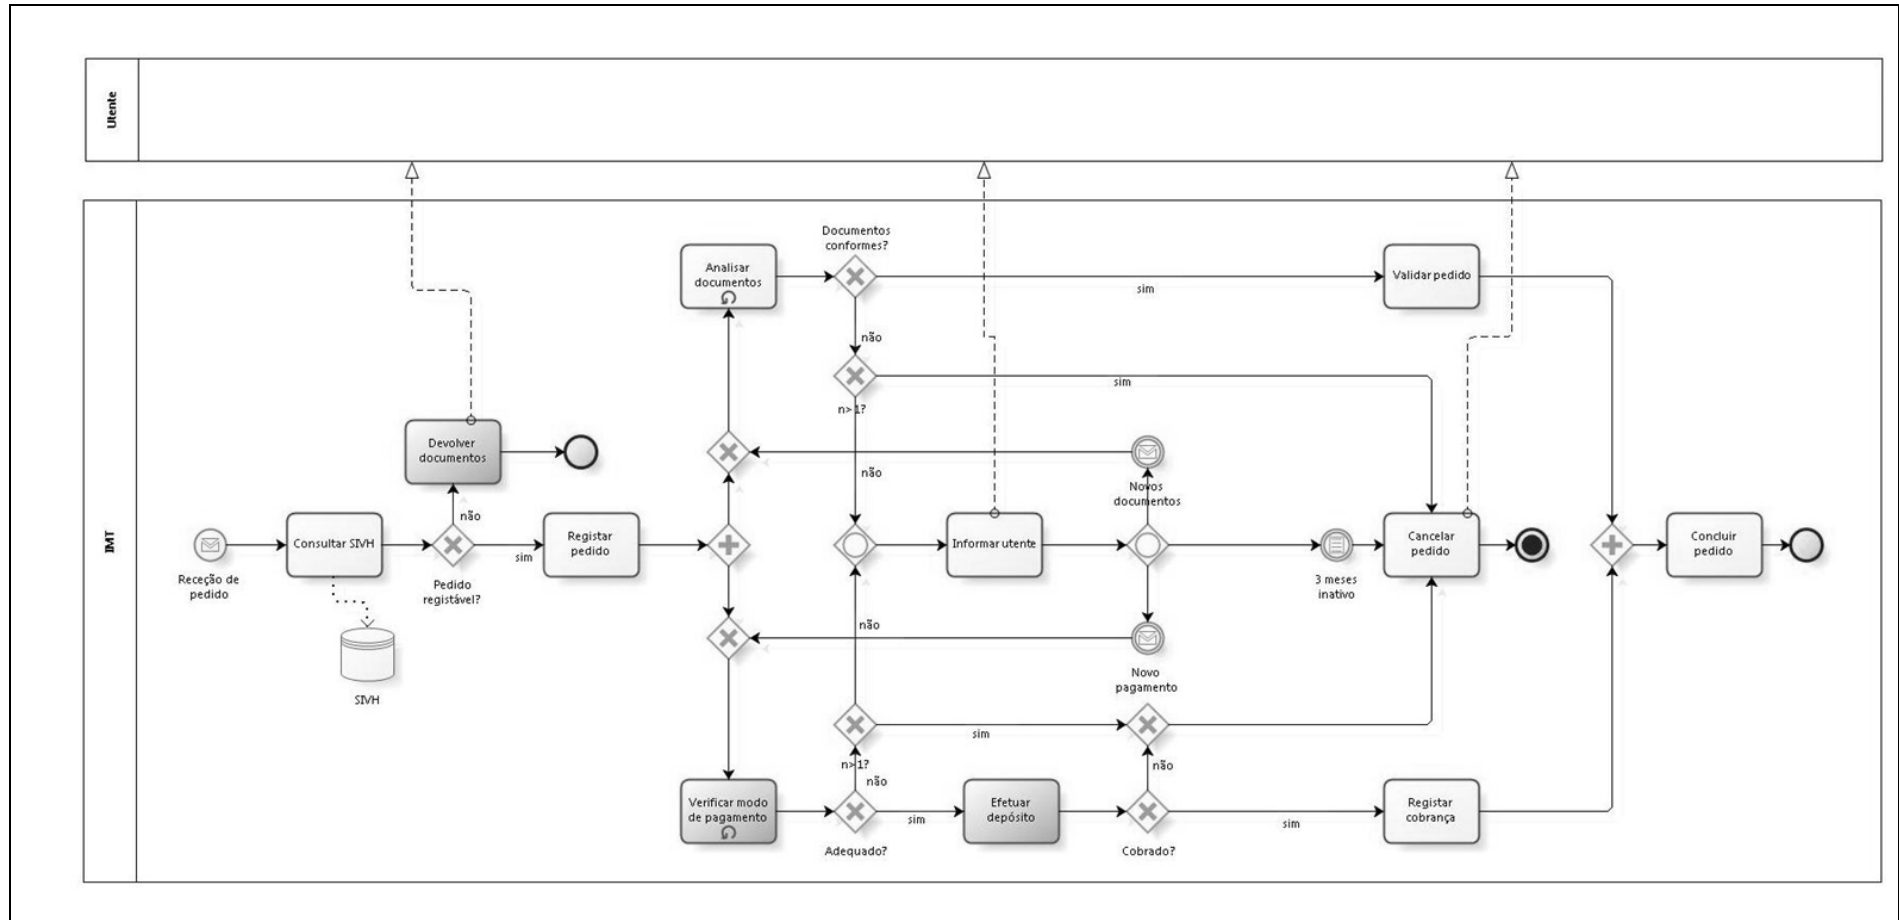 Utente
IMT
Documentos
conformes?
Analisar
documentos
sim
Validar pedido
não
sim
n>1?
Devolver
documentos
não
Novos
documentos
não
Receção de
pedido
Consultar SIVH
sim
Pedido
registável?
Registar
pedido
Informar utente
3 meses
inativo
Cancelar
pedido
Concluir
pedido
SIVH
não
Novo
pagamento
sim
n>1?
não
não
Verificar modo
de pagamento
sim
Efetuar
depósito
sim
Registar
cobrança
Adequado?
Cobrado?